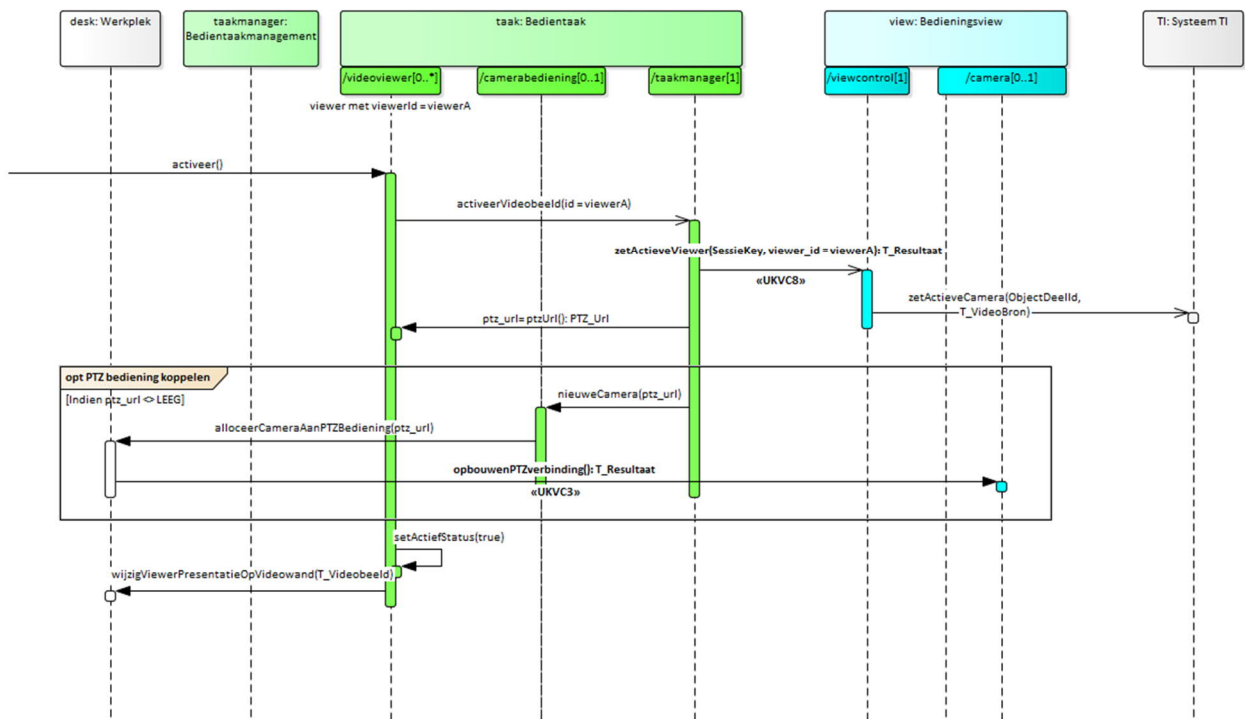 desk: Werkplek
taakmanager:
Bedientaakmanagement
taak: Bedientaak
view: Bedieningsview
TI: Systeem TI
/videoviewer[0..*]
/camerabediening[0..1]
/taakmanager[1]
/viewcontrol[1]
/camera[0..1]
viewer met viewerId = viewerA
activeer()
activeerVideobeeld(id = viewerA)
zetActieveViewer(SessieKey, viewer_id = viewerA): T_Resultaat
«UKVC8»
zetActieveCamera(ObjectDeelId,
T_VideoBron)
ptz_url= ptzUrl(): PTZ_Url
opt PTZ bediening koppelen
[Indien ptz_url <> LEEG]
nieuweCamera(ptz_url)
alloceerCameraAanPTZBediening(ptz_url)
opbouwenPTZverbinding(): T_Resultaat
«UKVC3»
setActiefStatus(true)
wijzigViewerPresentatieOpVideowand(T_Videobeeld)